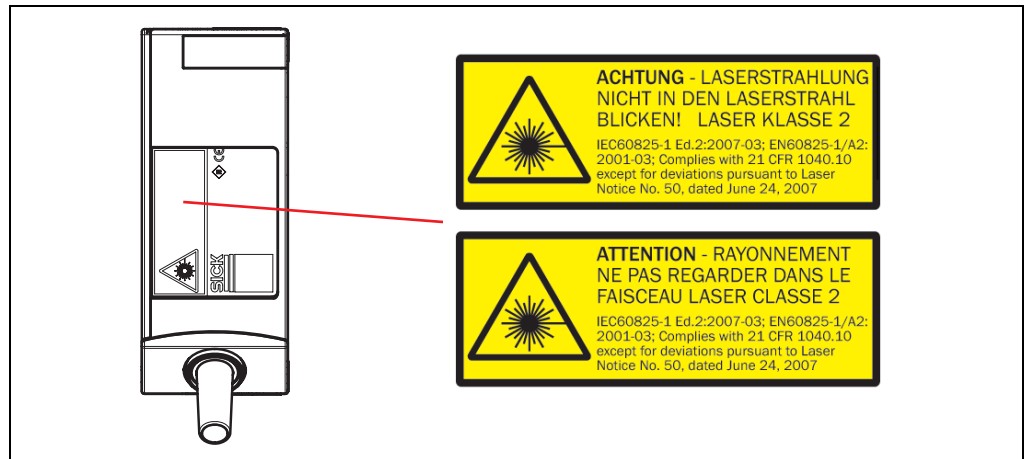 SICK
CE
ACHTUNG - LASERSTRAHLUNG
NICHT IN DEN LASERSTRAHL
BLICKEN! LASER KLASSE 2
IEC60825-1 Ed.2:2007-03; EN60825-1/A2:
2001-03; Complies with 21 CFR 1040.10
except for deviations pursuant to Laser
Notice No. 50, dated June 24, 2007
ATTENTION - RAYONNEMENT
NE PAS REGARDER DANS LE
FAISCEAU LASER CLASSE 2
IEC60825-1 Ed.2:2007-03; EN60825-1/A2:
2001-03; Complies with 21 CFR 1040.10
except for deviations pursuant to Laser
Notice No. 50, dated June 24, 2007